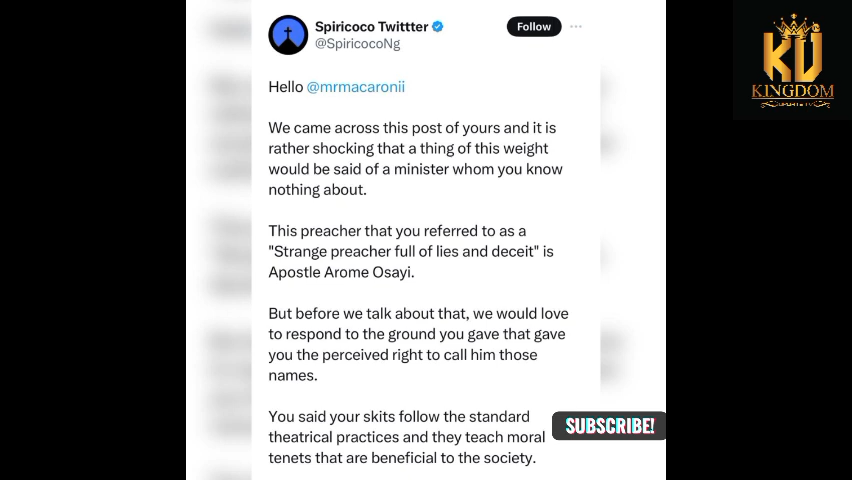 Spiricoco Twittter
@SpiricocoNg
Follow
Hello @mrmacaronii
We came across this post of yours and it is
rather shocking that a thing of this weight
would be said of a minister whom you know
nothing about.
This preacher that you referred to as a
"Strange preacher full of lies and deceit" is
Apostle Arome Osayi.
But before we talk about that, we would love
to respond to the ground you gave that gave
you the perceived right to call him those
names.
You said your skits follow the standard
theatrical practices and they teach moral
tenets that are beneficial to the society.
SUBSCRIBE!
KU
KINGDOM